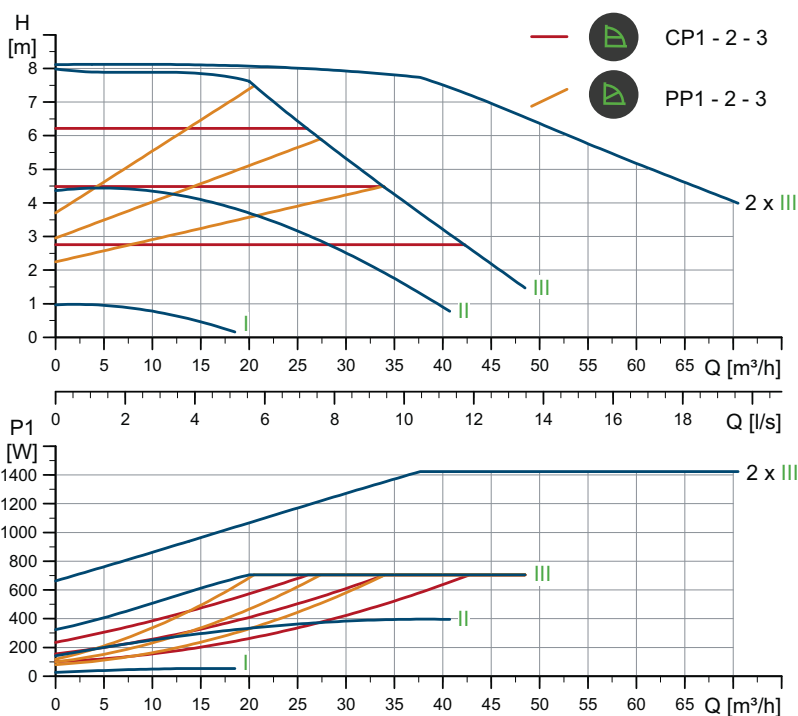 H
[m]
8
7
6
5
4
3
2
1
0
CP1 - 2 - 3
PP1 - 2 - 3
2 x III
III
II
I
0 5 10 15 20 25 30 35 40 45 50 55 60 65 Q [m³/h]
0 2 4 6 8 10 12 14 16 18 Q [l/s]
P1
[W]
1400
1200
1000
800
600
400
200
0
2 x III
III
II
I
0 5 10 15 20 25 30 35 40 45 50 55 60 65 Q [m³/h]